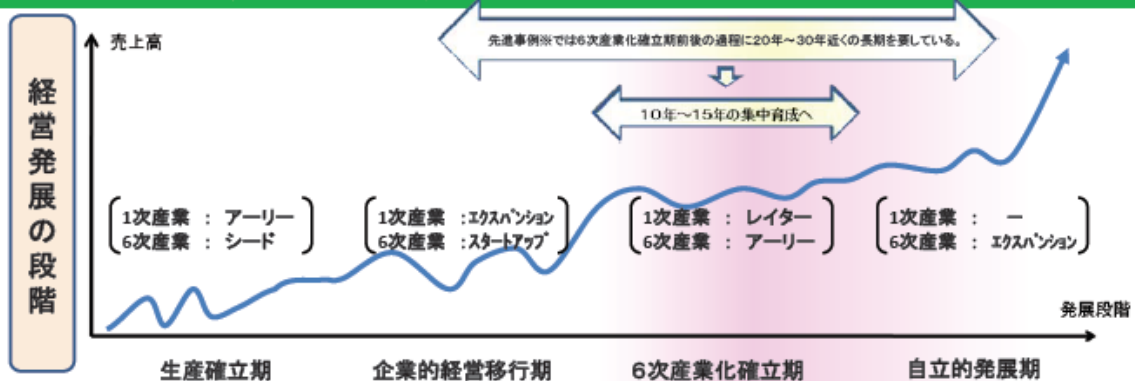 経営発展の段階
売上高
先進事例※では6次産業化確立期前後の過程に20年～30年近くの長期を要している。
10年～15年の集中育成へ
1次産業 : アーリー
6次産業 : シード
1次産業 :エクスパンション
6次産業 :スタートアップ
1次産業 : レイター
6次産業 : アーリー
1次産業 : ー
6次産業 : エクスパンション
発展段階
生産確立期
企業的経営移行期
6次産業化確立期
自立的発展期